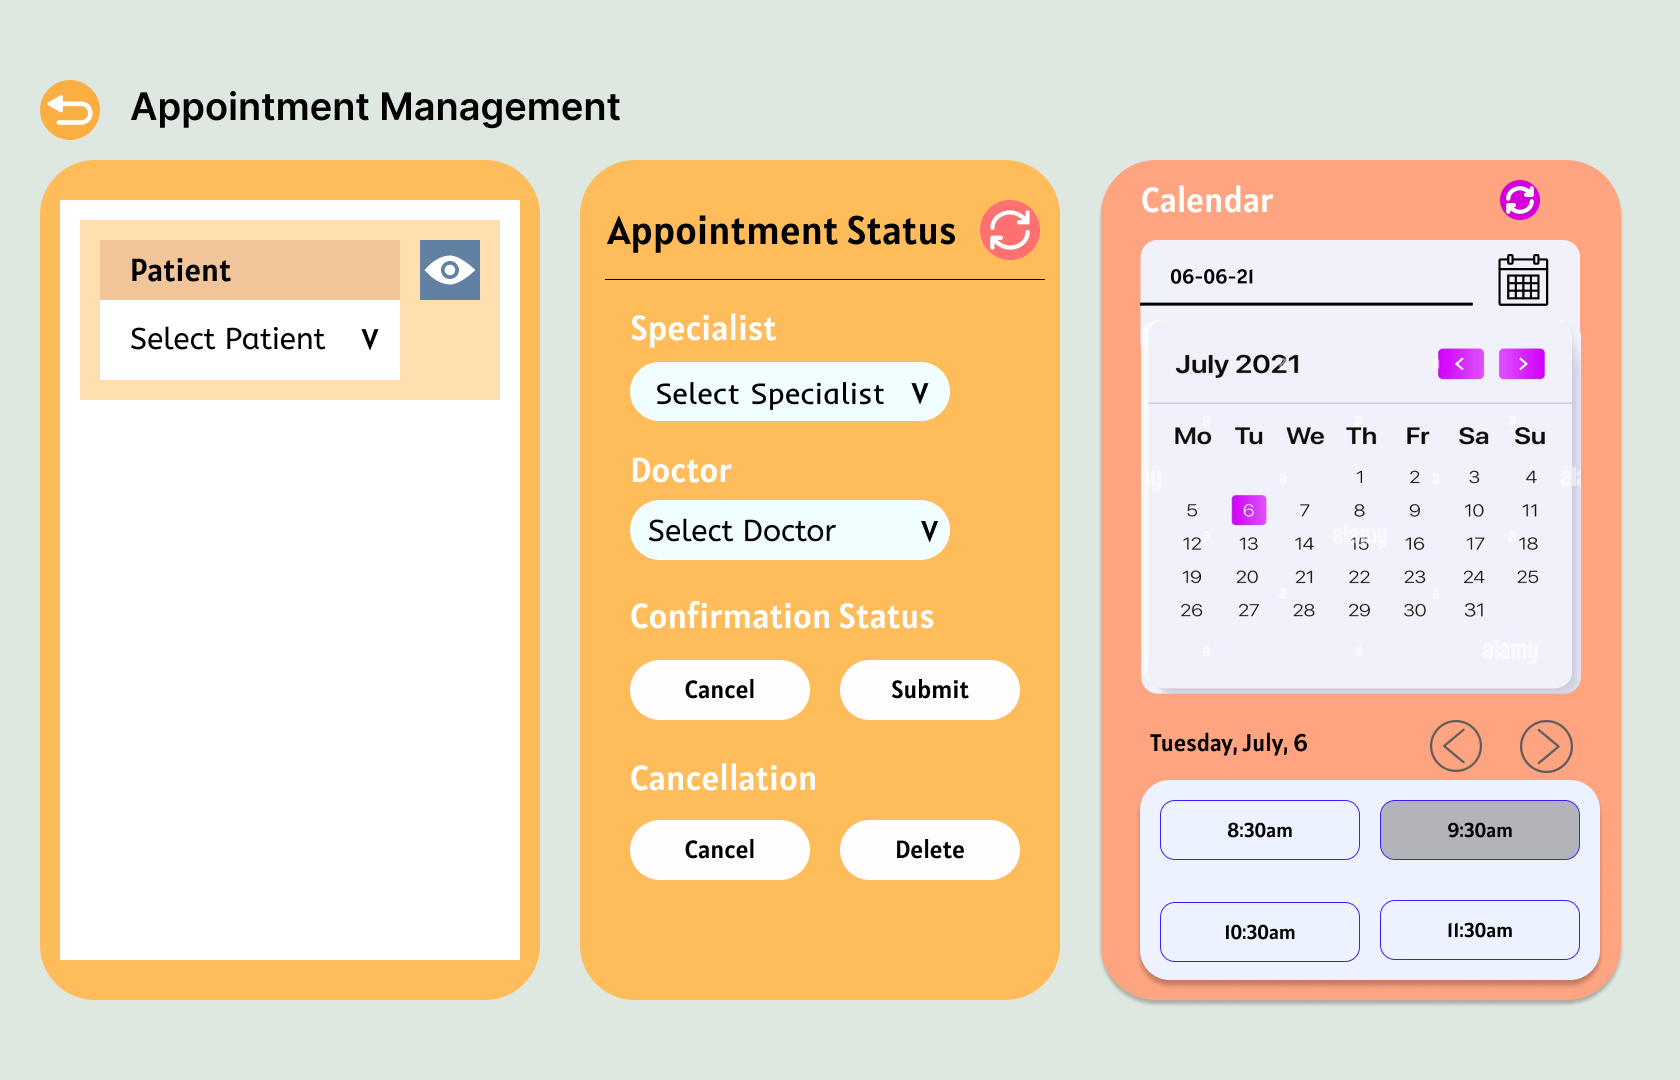 Appointment Management
Patient
Select Patient V
Appointment Status
Specialist
Select Specialist V
Doctor
Select Doctor V
Confirmation Status
Cancel Submit
Cancellation
Cancel Delete
Calendar
06-06-21
July 2021 < >
Mo Tu We Th Fr Sa Su
1 2 3 4
5 6 7 8 9 10 11
12 13 14 15 16 17 18
19 20 21 22 23 24 25
26 27 28 29 30 31
alamy
Tuesday, July, 6
8:30am 9:30am
10:30am 11:30am